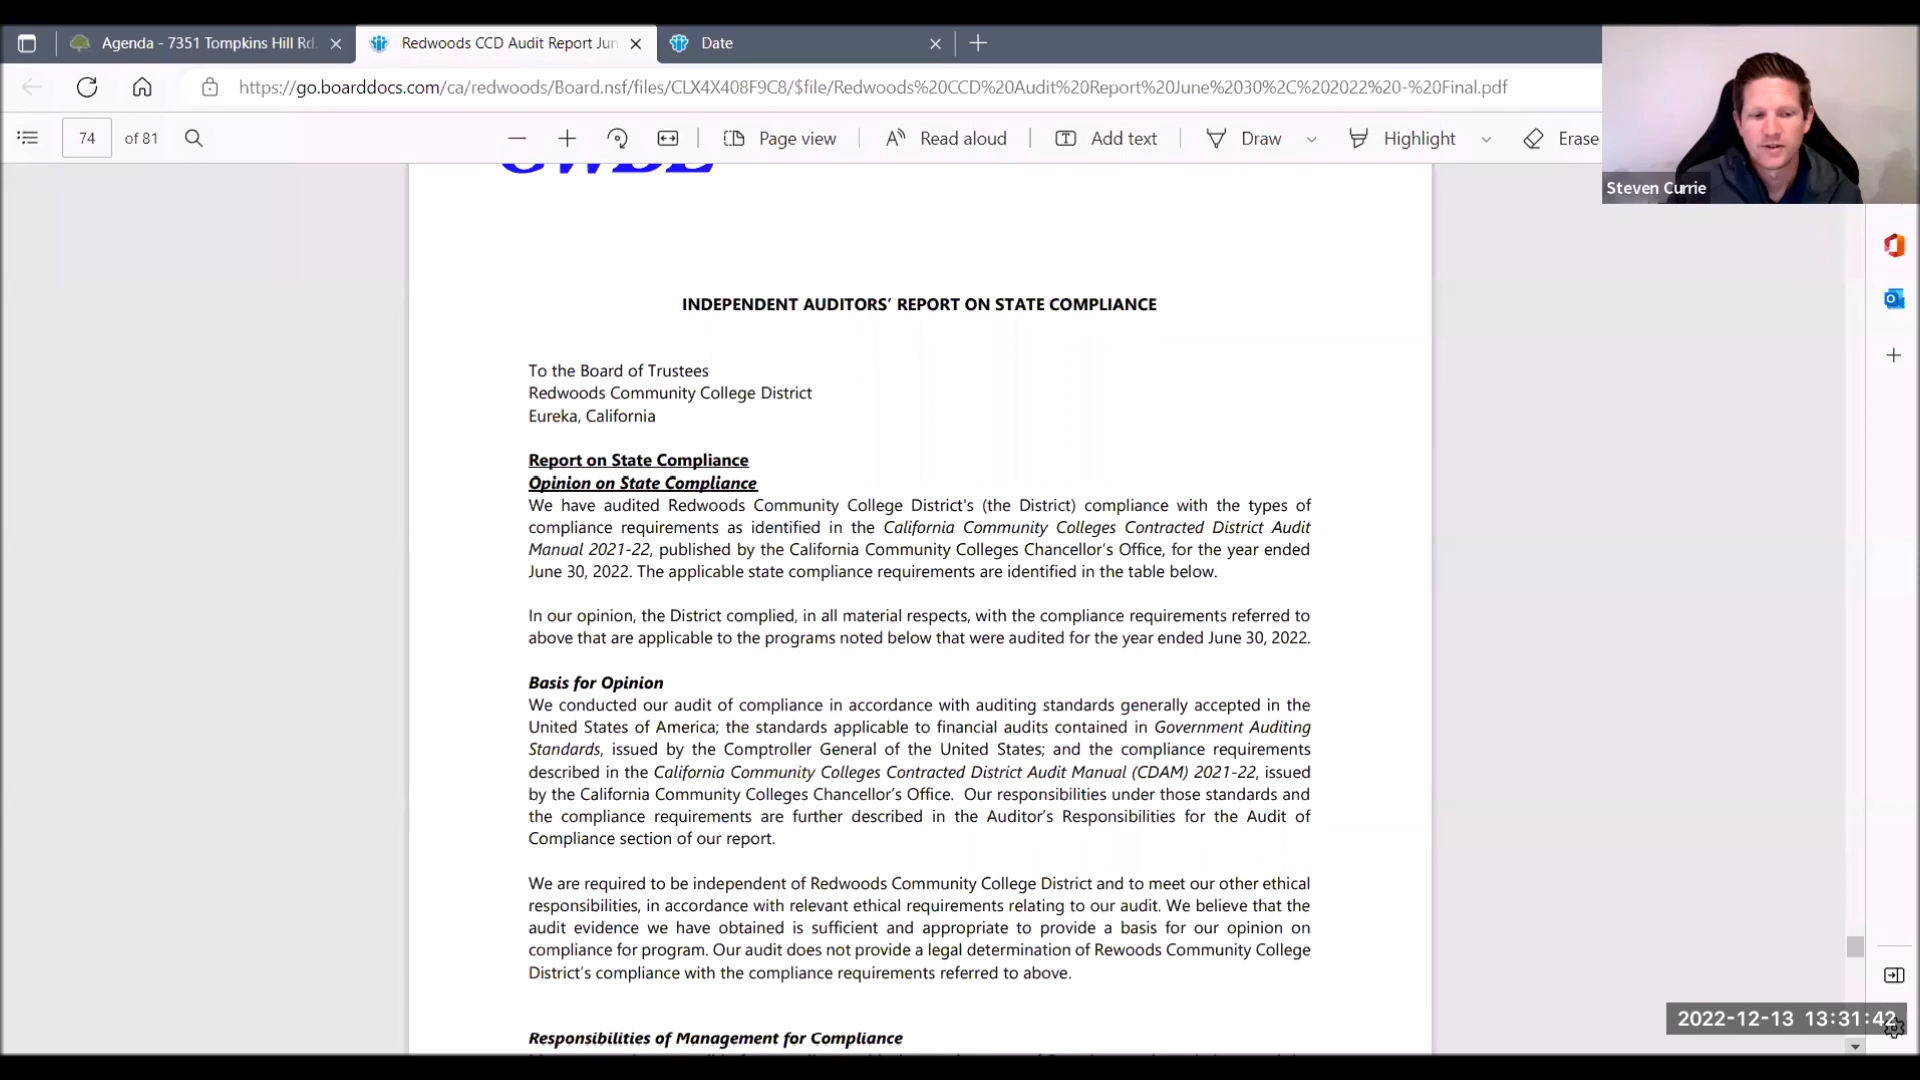 Agenda - 7351 Tompkins Hill Rd.
Redwoods CCD Audit Report Jun
Date
https://go.boarddocs.com/ca/redwoods/Board.nsf/files/CLX4X408F9C8/$file/Redwoods%20CCD%20Audit%20Report%20June%2030%2C%202022%20-%20Final.pdf
74 of 81
Page view
Read aloud
Add text
Draw
Highlight
Erase
Steven Currie
INDEPENDENT AUDITORS’ REPORT ON STATE COMPLIANCE
To the Board of Trustees
Redwoods Community College District
Eureka, California
Report on State Compliance
Opinion on State Compliance
We have audited Redwoods Community College District's (the District) compliance with the types of
compliance requirements as identified in the California Community Colleges Contracted District Audit
Manual 2021-22, published by the California Community Colleges Chancellor’s Office, for the year ended
June 30, 2022. The applicable state compliance requirements are identified in the table below.
In our opinion, the District complied, in all material respects, with the compliance requirements referred to
above that are applicable to the programs noted below that were audited for the year ended June 30, 2022.
Basis for Opinion
We conducted our audit of compliance in accordance with auditing standards generally accepted in the
United States of America; the standards applicable to financial audits contained in Government Auditing
Standards, issued by the Comptroller General of the United States; and the compliance requirements
described in the California Community Colleges Contracted District Audit Manual (CDAM) 2021-22, issued
by the California Community Colleges Chancellor’s Office. Our responsibilities under those standards and
the compliance requirements are further described in the Auditor’s Responsibilities for the Audit of
Compliance section of our report.
We are required to be independent of Redwoods Community College District and to meet our other ethical
responsibilities, in accordance with relevant ethical requirements relating to our audit. We believe that the
audit evidence we have obtained is sufficient and appropriate to provide a basis for our opinion on
compliance for program. Our audit does not provide a legal determination of Rewoods Community College
District’s compliance with the compliance requirements referred to above.
Responsibilities of Management for Compliance
2022-12-13 13:31:42